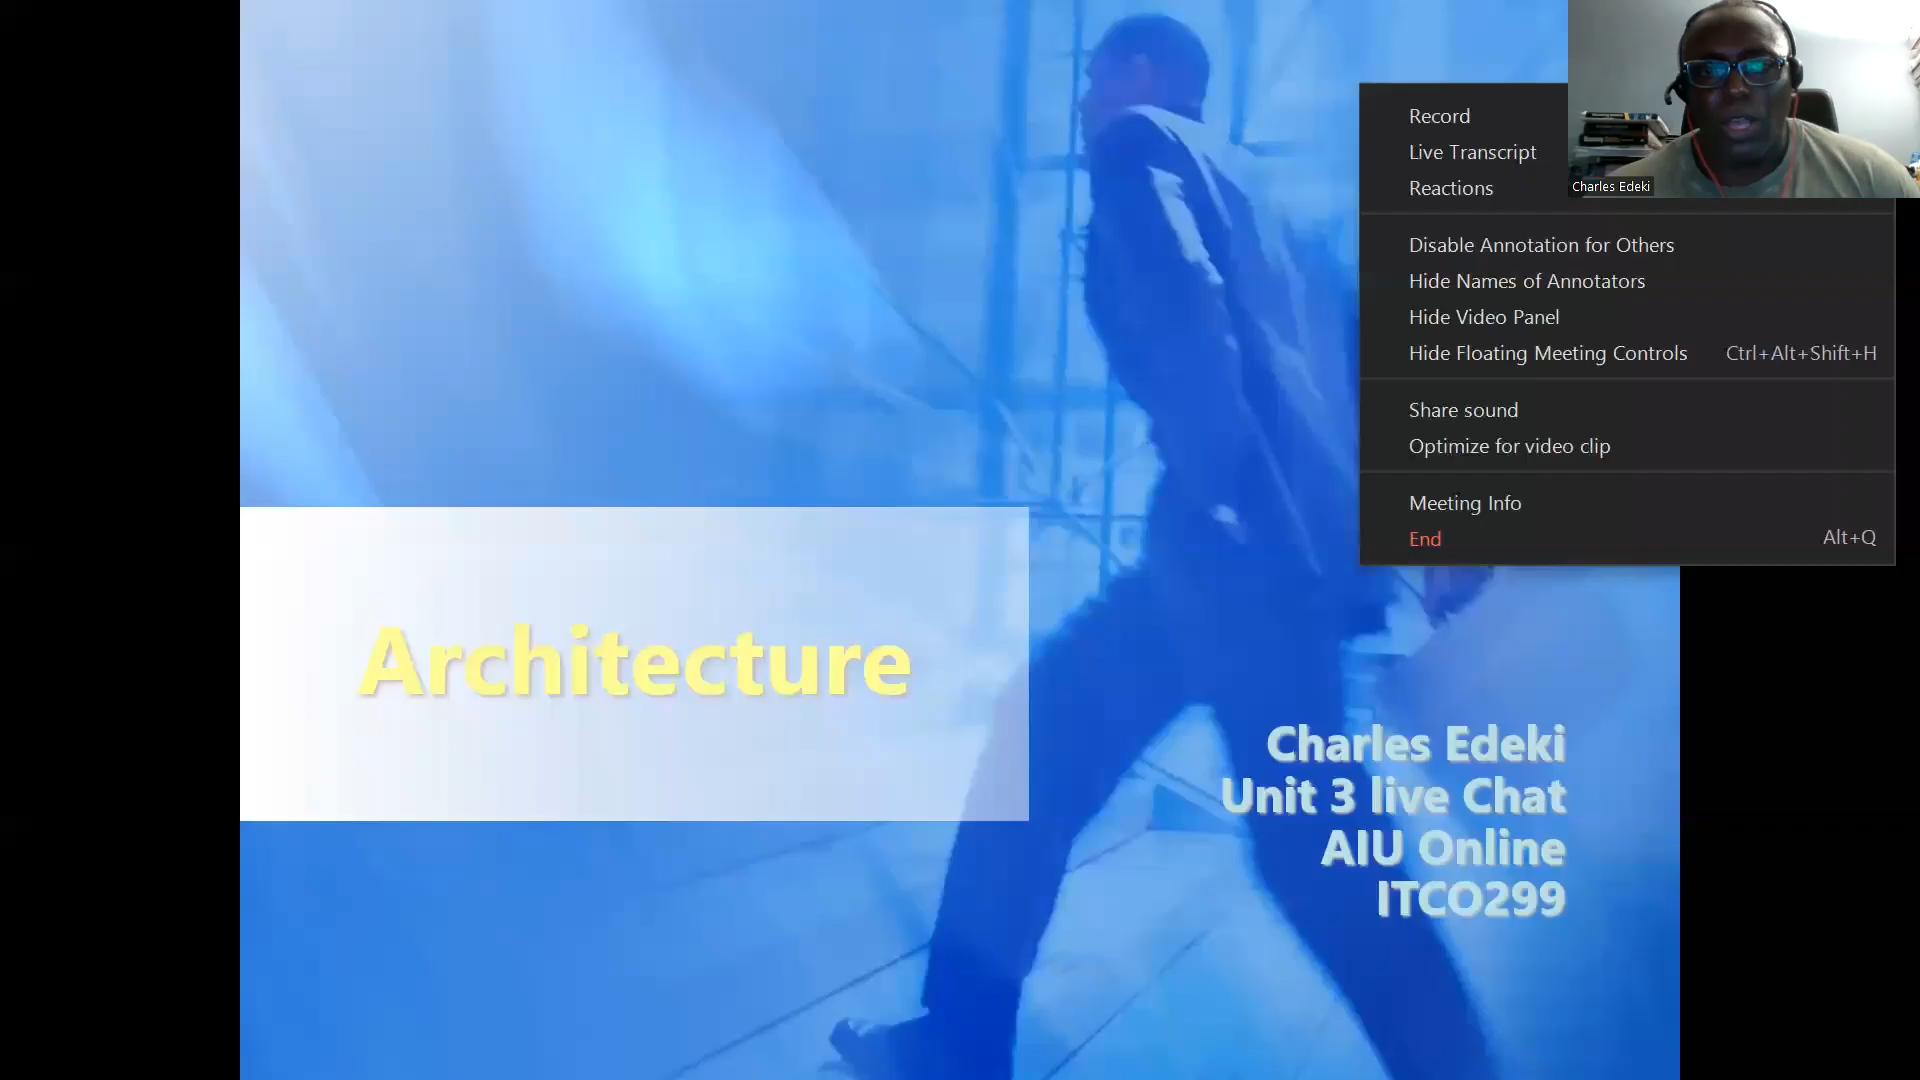 Record
Live Transcript
Reactions
Charles Edeki
Disable Annotation for Others
Hide Names of Annotators
Hide Video Panel
Hide Floating Meeting Controls Ctrl+Alt+Shift+H
Share sound
Optimize for video clip
Meeting Info
End Alt+Q
Architecture
Charles Edeki
Unit 3 live Chat
AIU Online
ITCO299